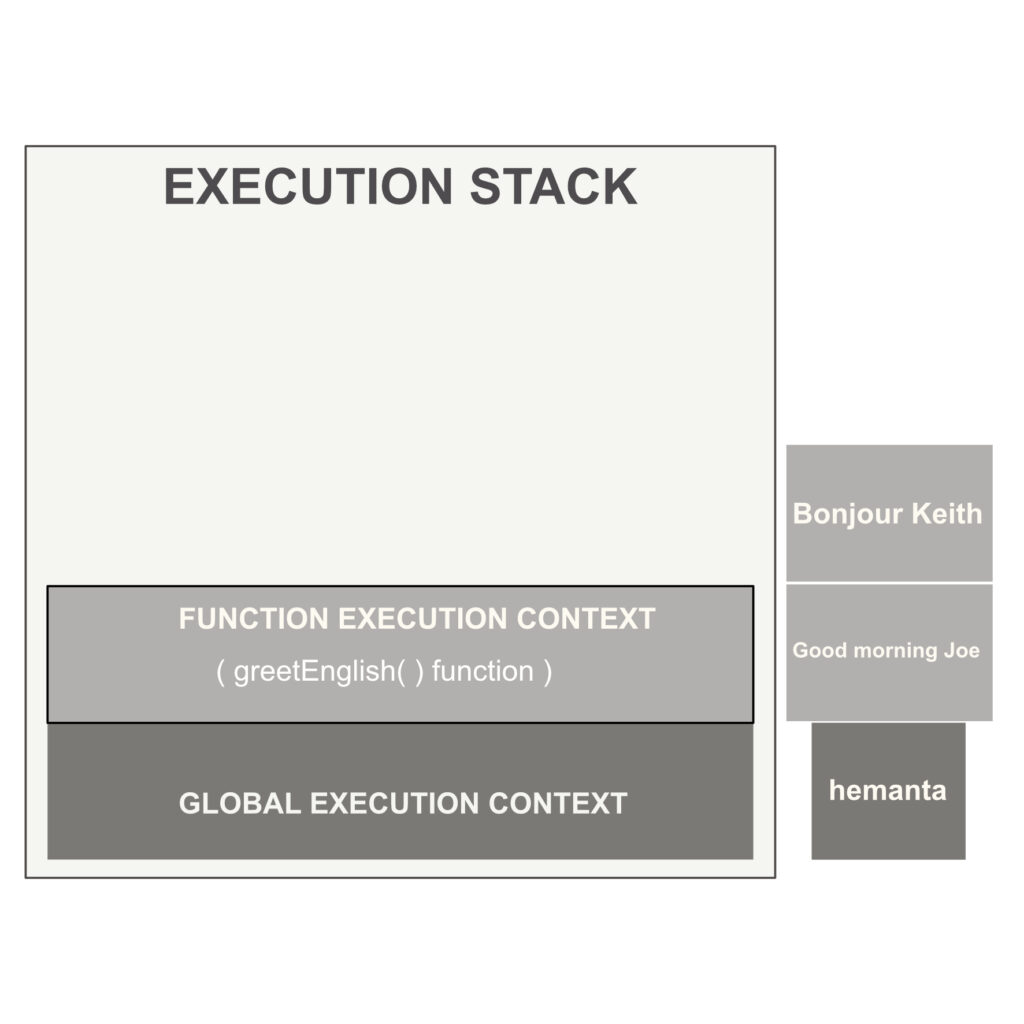 EXECUTION STACK
Bonjour Keith
FUNCTION EXECUTION CONTEXT
( greetEnglish( ) function )
Good morning Joe
GLOBAL EXECUTION CONTEXT
hemanta